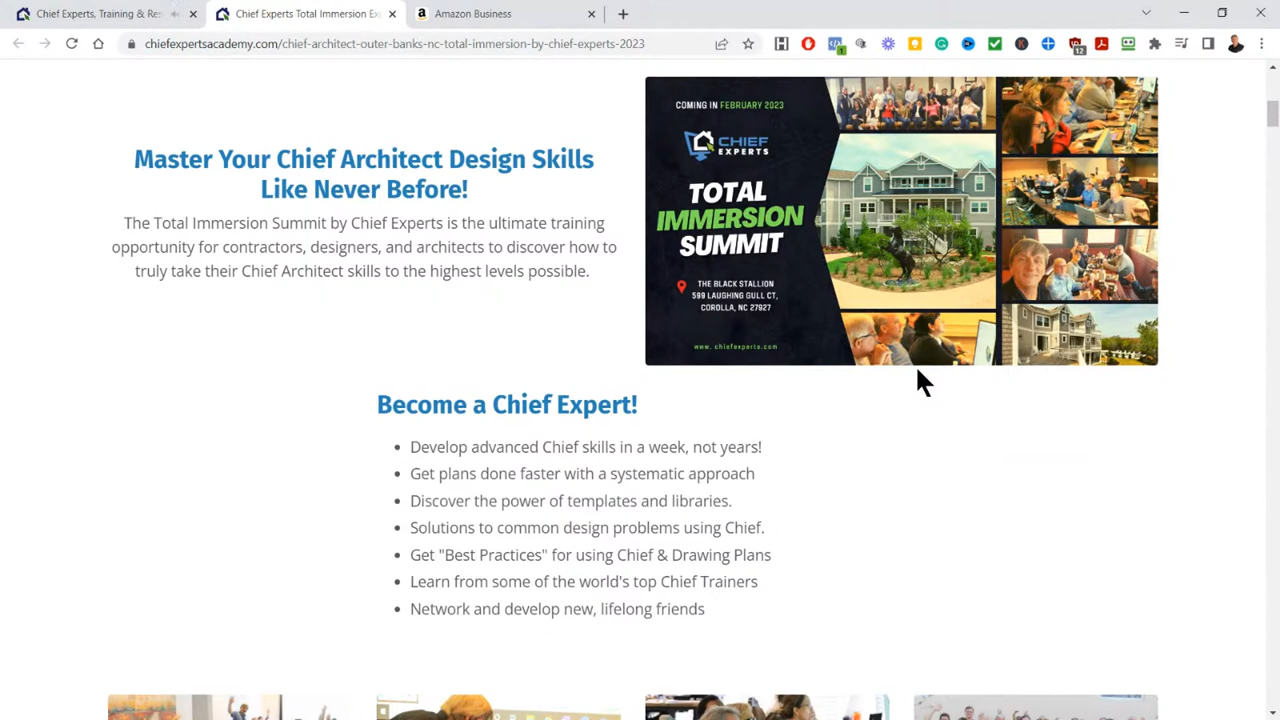 Chief Experts, Training & Res
Chief Experts Total Immersion Ex
Amazon Business
chiefexpertsacademy.com/chief-architect-outer-banks-nc-total-immersion-by-chief-experts-2023
1
12
Master Your Chief Architect Design Skills
Like Never Before!
The Total Immersion Summit by Chief Experts is the ultimate training
opportunity for contractors, designers, and architects to discover how to
truly take their Chief Architect skills to the highest levels possible.
COMING IN FEBRUARY 2023
CHIEF
EXPERTS
TOTAL
IMMERSION
SUMMIT
THE BLACK STALLION
599 LAUGHING GULL CT,
COROLLA, NC 27927
www. chiefexperts.com
Become a Chief Expert!
• Develop advanced Chief skills in a week, not years!
• Get plans done faster with a systematic approach
• Discover the power of templates and libraries.
• Solutions to common design problems using Chief.
• Get "Best Practices" for using Chief & Drawing Plans
• Learn from some of the world's top Chief Trainers
• Network and develop new, lifelong friends